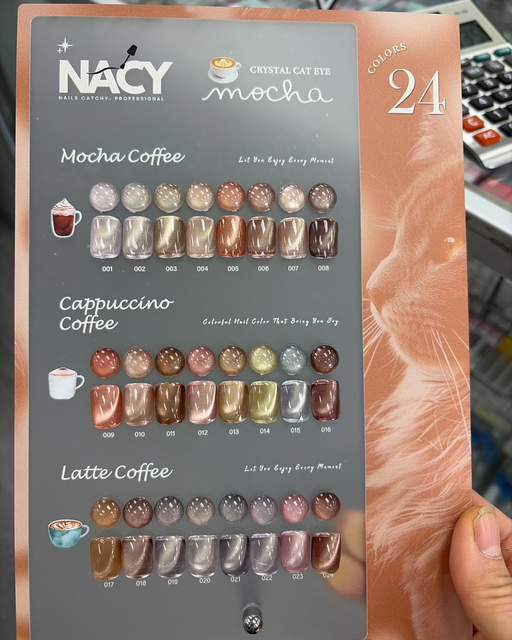 NACY
NAILS CATCHY · PROFESSIONAL
CRYSTAL CAT EYE
mocha
COLORS
24
Mocha Coffee
Let You Enjoy Every Moment
001 002 003 004 005 006 007 008
Cappuccino
Coffee
Colorful Nail Color That Bring You Joy
009 010 011 012 013 014 015 016
Latte Coffee
Let You Enjoy Every Moment
017 018 019 020 021 022 023 024